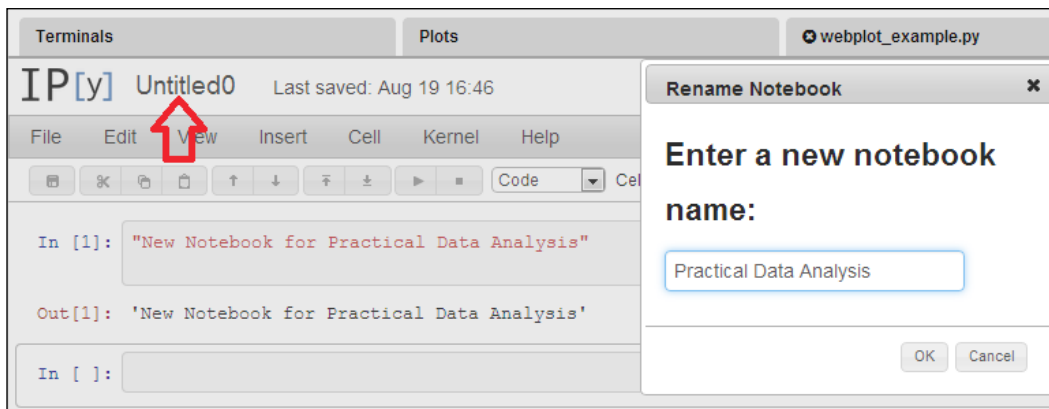 Terminals
Plots
webplot_example.py
IP[y] Untitled0 Last saved: Aug 19 16:46
File Edit View Insert Cell Kernel Help
Code Cel
In [1]: "New Notebook for Practical Data Analysis"
Out[1]: 'New Notebook for Practical Data Analysis'
In [ ]:
Rename Notebook
Enter a new notebook
name:
Practical Data Analysis
OK Cancel